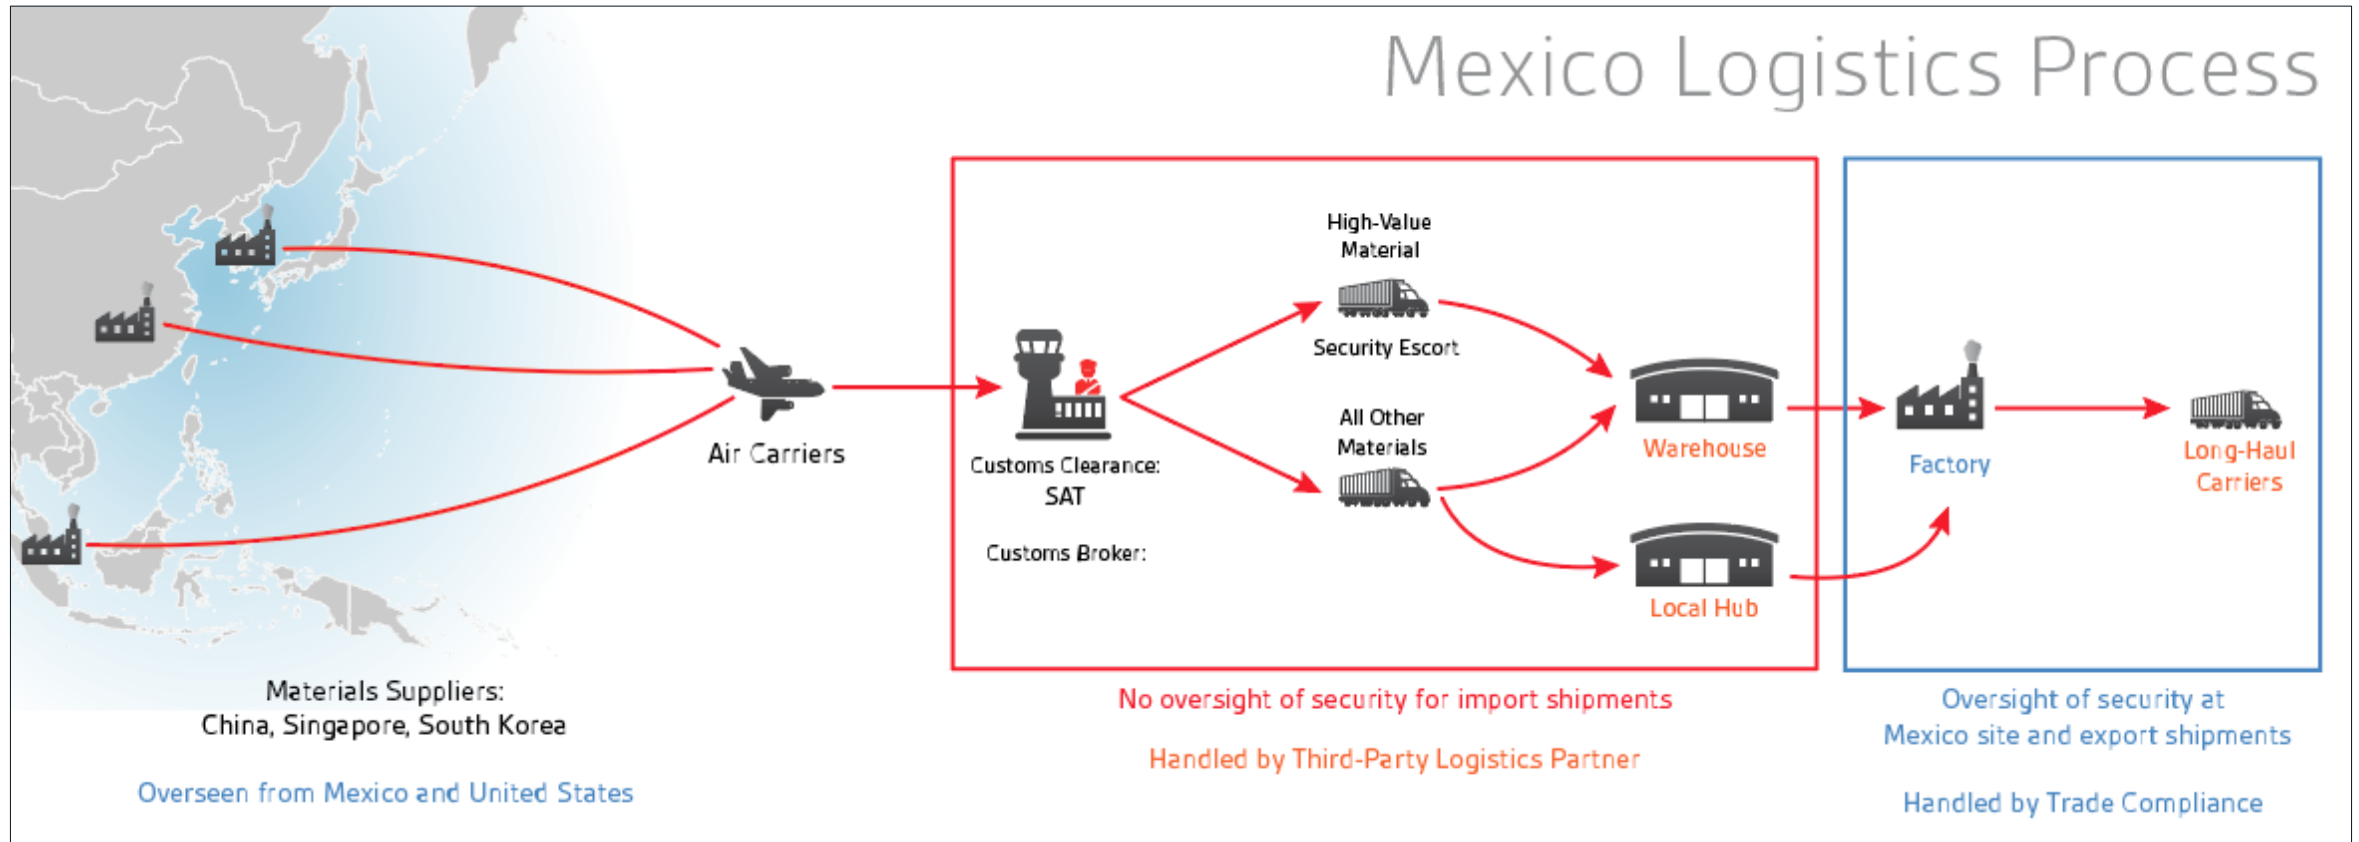 Mexico Logistics Process
High-Value
Material
Security Escort
All Other
Materials
Air Carriers
Customs Clearance:
SAT
Customs Broker:
Warehouse
Local Hub
Factory
Long-Haul
Carriers
Materials Suppliers:
China, Singapore, South Korea
Overseen from Mexico and United States
No oversight of security for import shipments
Handled by Third-Party Logistics Partner
Oversight of security at
Mexico site and export shipments
Handled by Trade Compliance